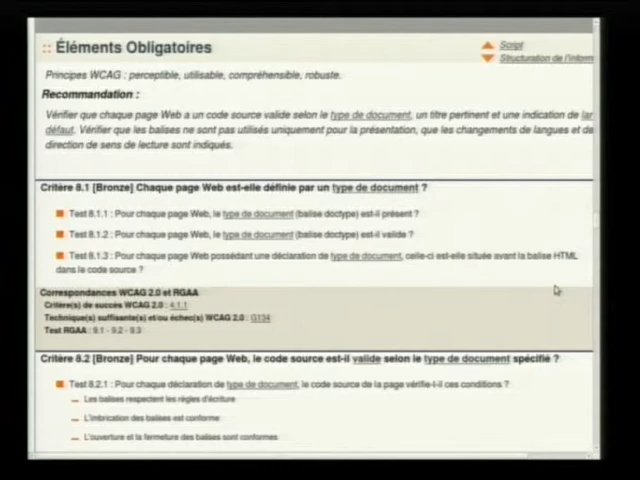 :: Éléments Obligatoires
Script
Structuration de l'inform
Principes WCAG : perceptible, utilisable, compréhensible, robuste.
Recommandation :
Vérifier que chaque page Web a un code source valide selon le type de document, un titre pertinent et une indication de lan
défaut. Vérifier que les balises ne sont pas utilisés uniquement pour la présentation, que les changements de langues et de
direction de sens de lecture sont indiqués.
Critère 8.1 [Bronze] Chaque page Web est-elle définie par un type de document ?
Test 8.1.1 : Pour chaque page Web, le type de document (balise doctype) est-il présent ?
Test 8.1.2 : Pour chaque page Web, le type de document (balise doctype) est-il valide ?
Test 8.1.3 : Pour chaque page Web possédant une déclaration de type de document, celle-ci est-elle située avant la balise HTML
dans le code source ?
Correspondances WCAG 2.0 et RGAA
Critère(s) de succès WCAG 2.0 : 4.1.1
Technique(s) suffisante(s) et/ou échec(s) WCAG 2.0 : G134
Test RGAA : 9.1 - 9.2 - 9.3
Critère 8.2 [Bronze] Pour chaque page Web, le code source est-il valide selon le type de document spécifié ?
Test 8.2.1 : Pour chaque déclaration de type de document, le code source de la page vérifie-t-il ces conditions ?
Les balises respectent les règles d'écriture
L'imbrication des balises est conforme
L'ouverture et la fermeture des balises sont conformes